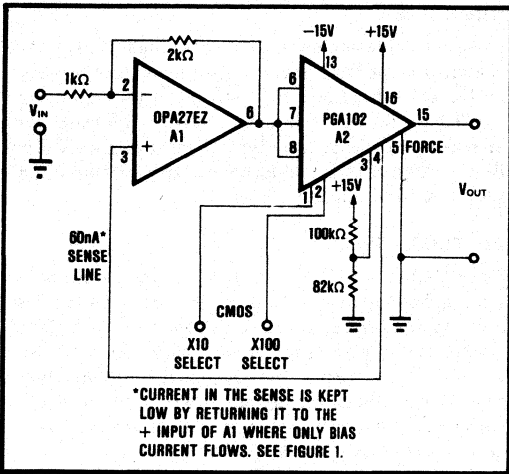 −15V
+15V
2kΩ
1kΩ
13
2
6
16
OPA27EZ
PGA102
15
V_IN
−
6
7
A1
A2
+
3
8
5
FORCE
4
3
1
2
+15V
V_OUT
60nA*
SENSE
LINE
100kΩ
82kΩ
CMOS
X10
SELECT
X100
SELECT
*CURRENT IN THE SENSE IS KEPT
LOW BY RETURNING IT TO THE
+ INPUT OF A1 WHERE ONLY BIAS
CURRENT FLOWS. SEE FIGURE 1.